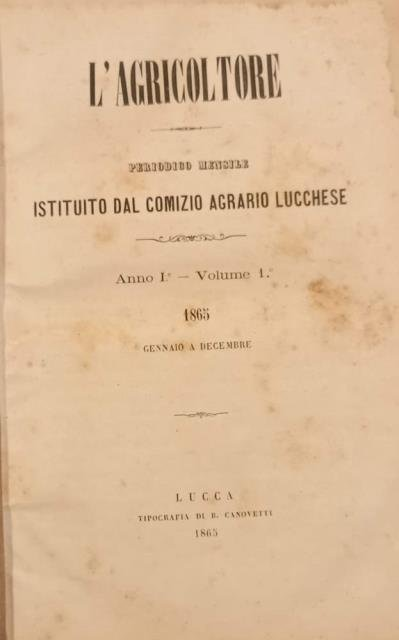 L'AGRICOLTORE
PERIODICO MENSILE
ISTITUITO DAL COMIZIO AGRARIO LUCCHESE
Anno I.° — Volume 1.°
1865
GENNAIO A DECEMBRE
LUCCA
TIPOGRAFIA DI B. CANOVETTI
1865